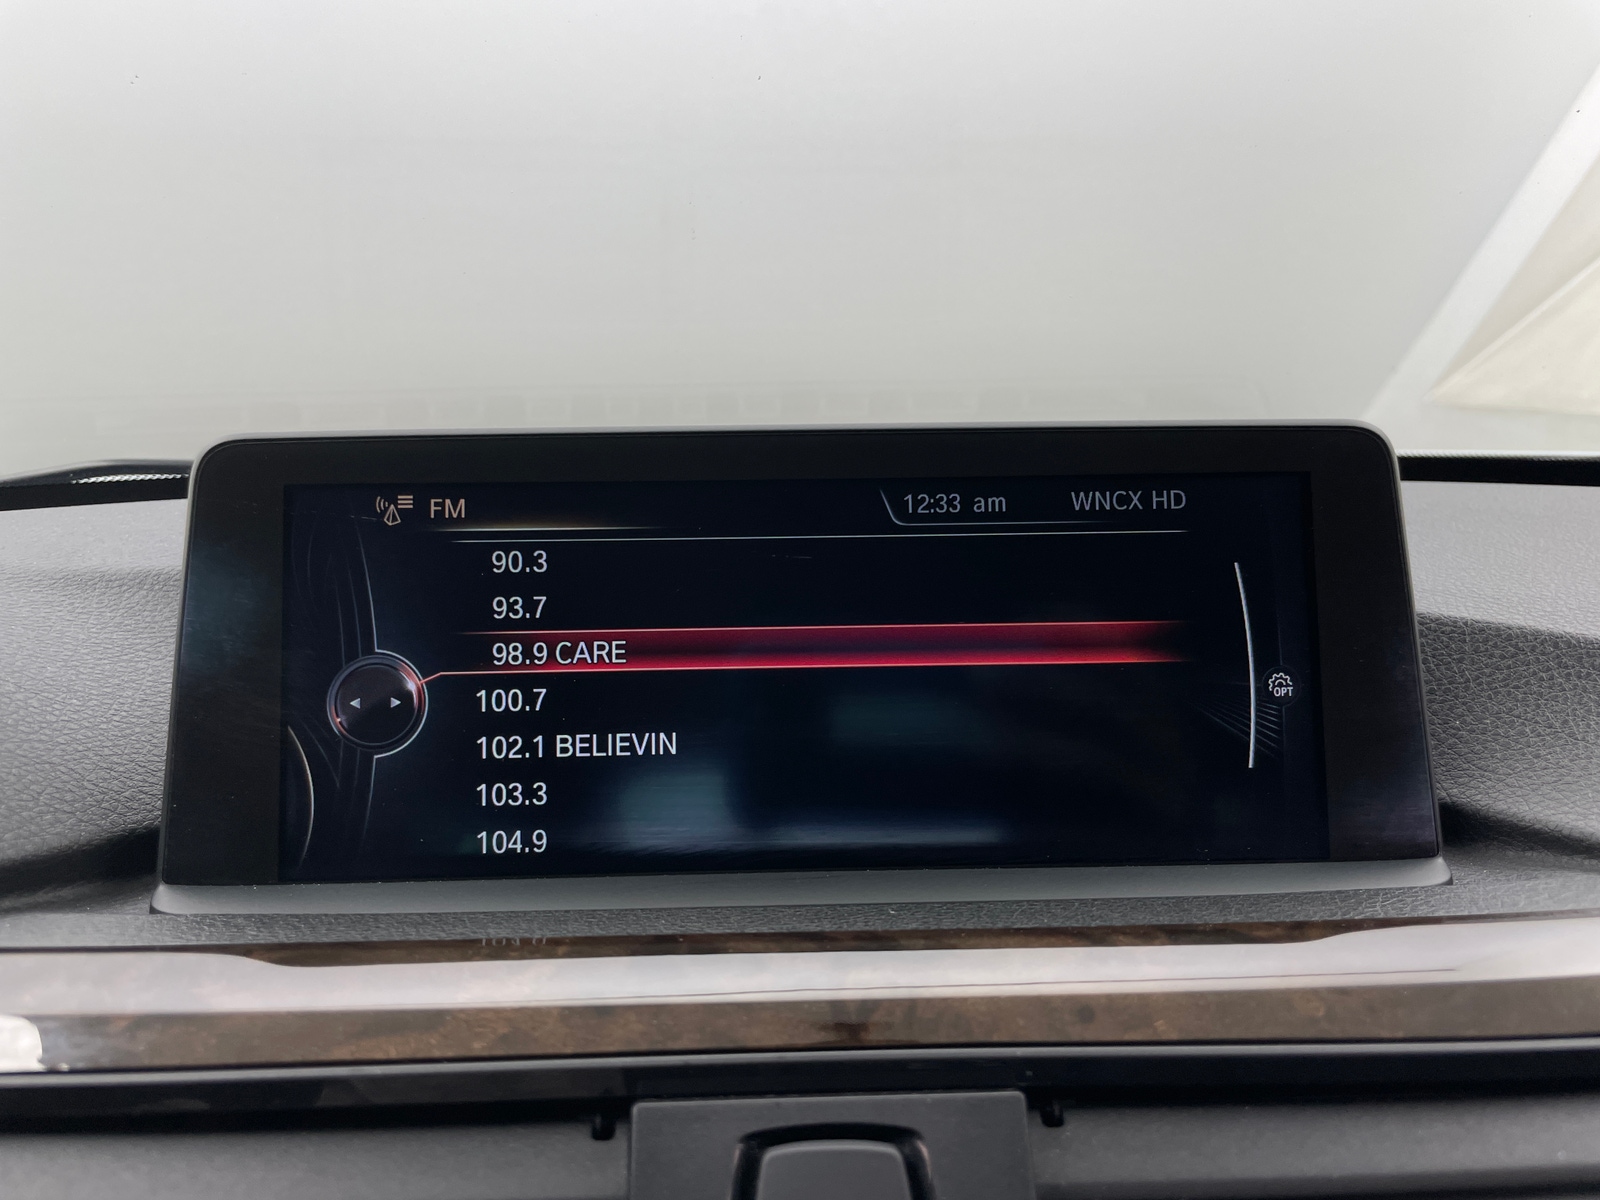 FM
12:33 am
WNCX HD
90.3
93.7
98.9 CARE
100.7
102.1 BELIEVIN
103.3
104.9
OPT